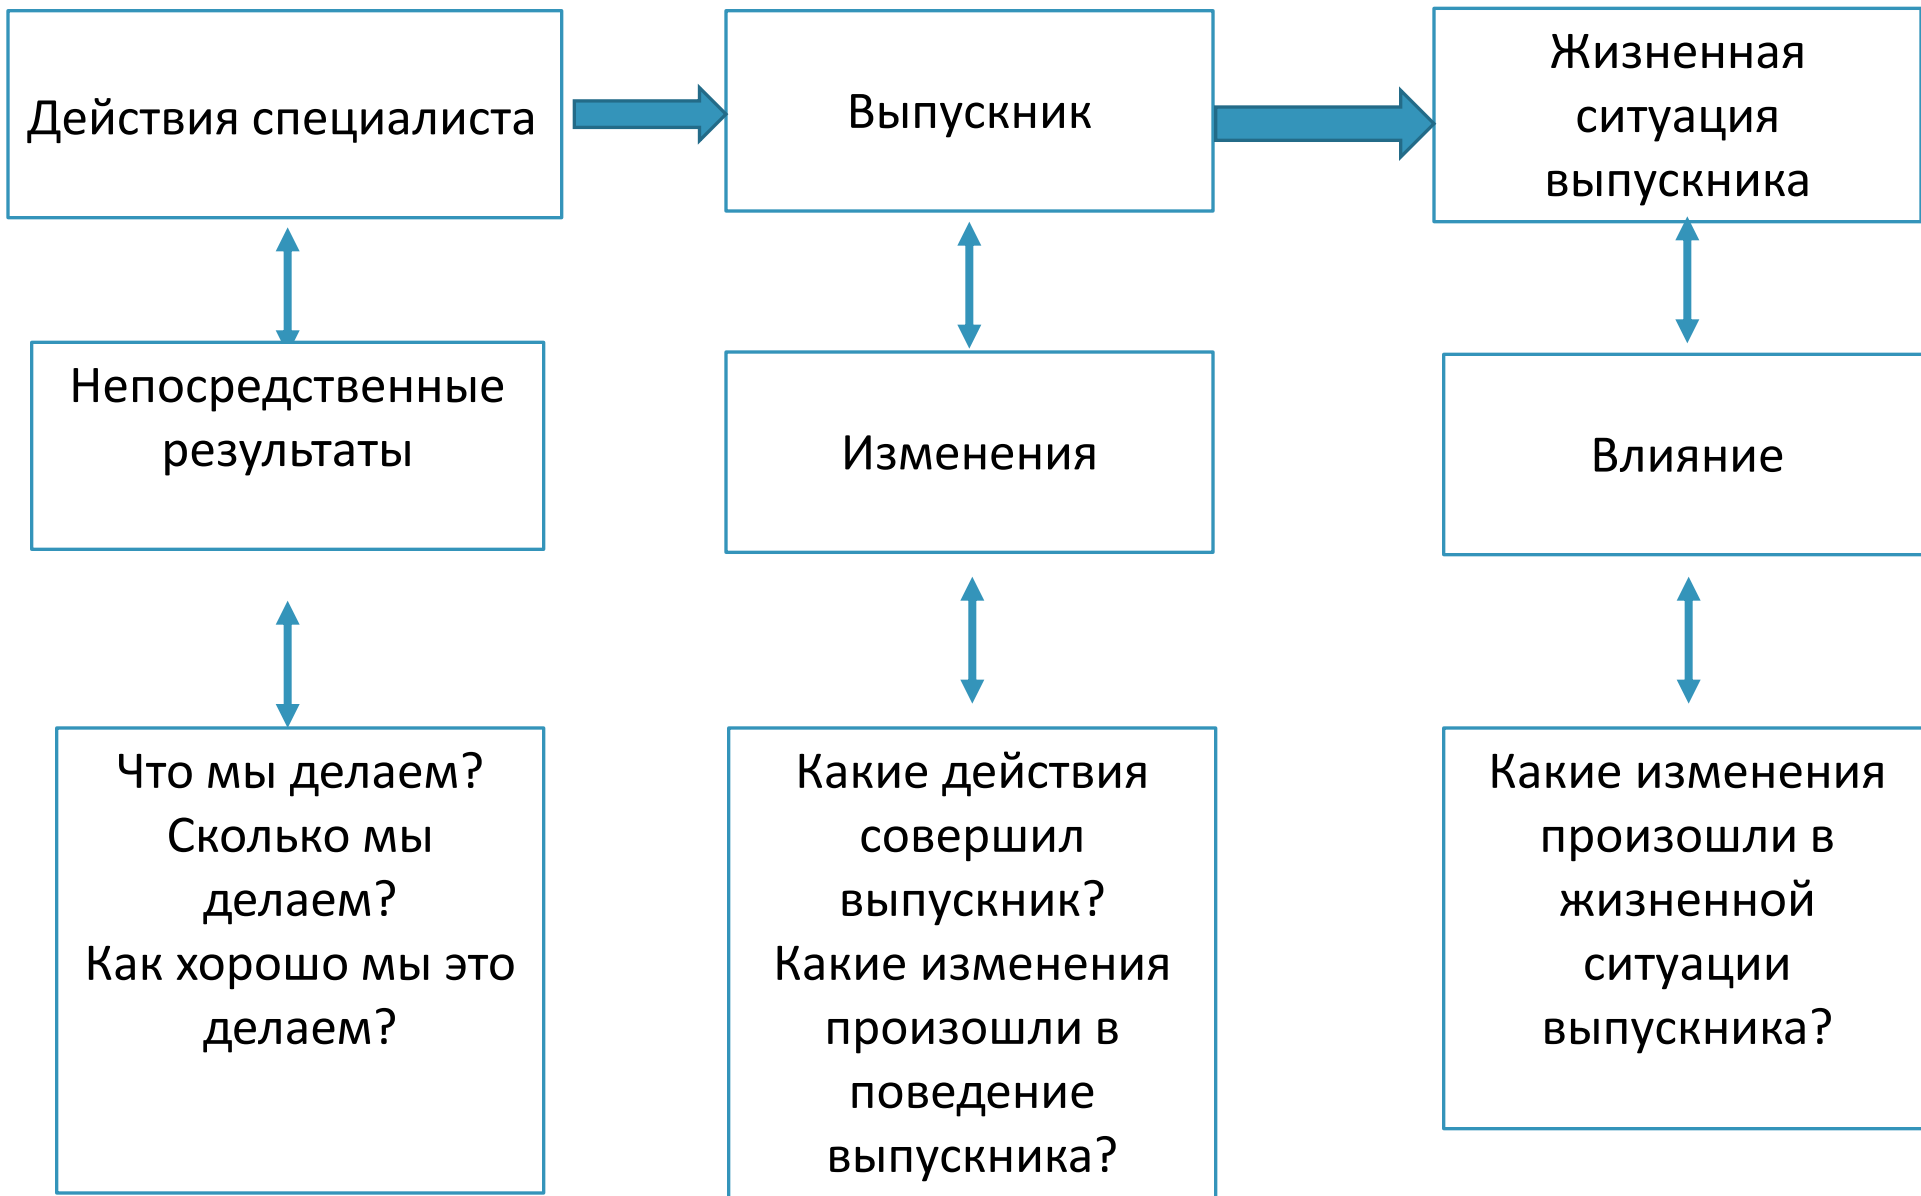 Действия специалиста
Выпускник
Жизненная
ситуация
выпускника
Непосредственные
результаты
Изменения
Влияние
Что мы делаем?
Сколько мы
делаем?
Как хорошо мы это
делаем?
Какие действия
совершил
выпускник?
Какие изменения
произошли в
поведение
выпускника?
Какие изменения
произошли в
жизненной
ситуации
выпускника?